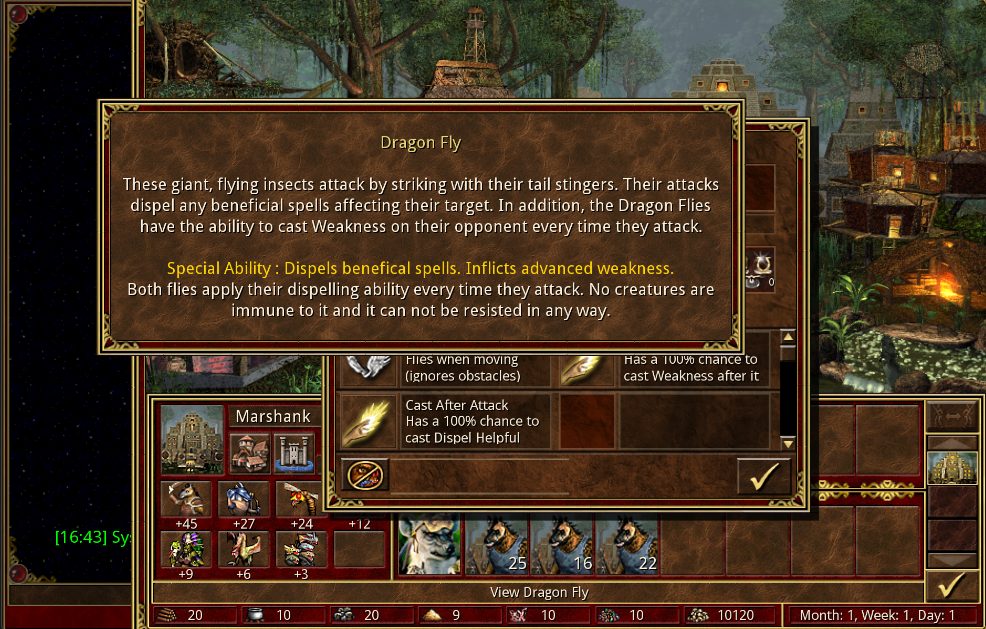 Dragon Fly
These giant, flying insects attack by striking with their tail stingers. Their attacks
dispel any beneficial spells affecting their target. In addition, the Dragon Flies
have the ability to cast Weakness on their opponent every time they attack.
Special Ability : Dispels benefical spells. Inflicts advanced weakness.
Both flies apply their dispelling ability every time they attack. No creatures are
immune to it and it can not be resisted in any way.
0
Flies when moving
(ignores obstacles)
Has a 100% chance to
cast Weakness after it
Cast After Attack
Has a 100% chance to
cast Dispel Helpful
Marshank
+45 +27 +24 +12
[16:43] Sys
+9 +6 +3
25 16 22
View Dragon Fly
20 10 20 9 10 10 10120 Month: 1, Week: 1, Day: 1